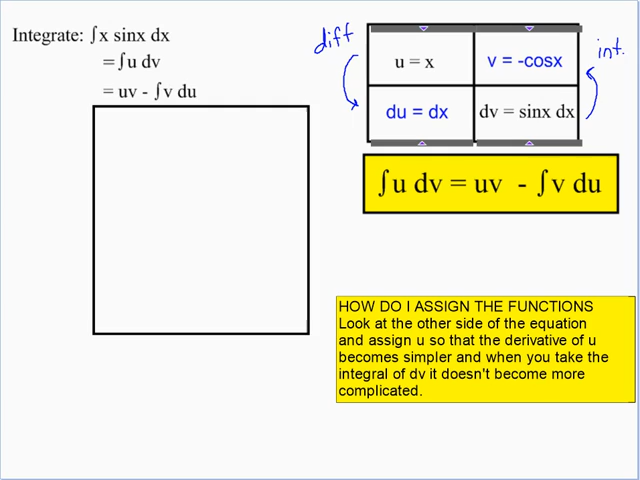 Integrate: ∫x sinx dx
= ∫u dv
= uv - ∫v du
diff
u = x
v = -cosx
int.
du = dx
dv = sinx dx
∫u dv = uv - ∫v du
HOW DO I ASSIGN THE FUNCTIONS
Look at the other side of the equation
and assign u so that the derivative of u
becomes simpler and when you take the
integral of dv it doesn't become more
complicated.